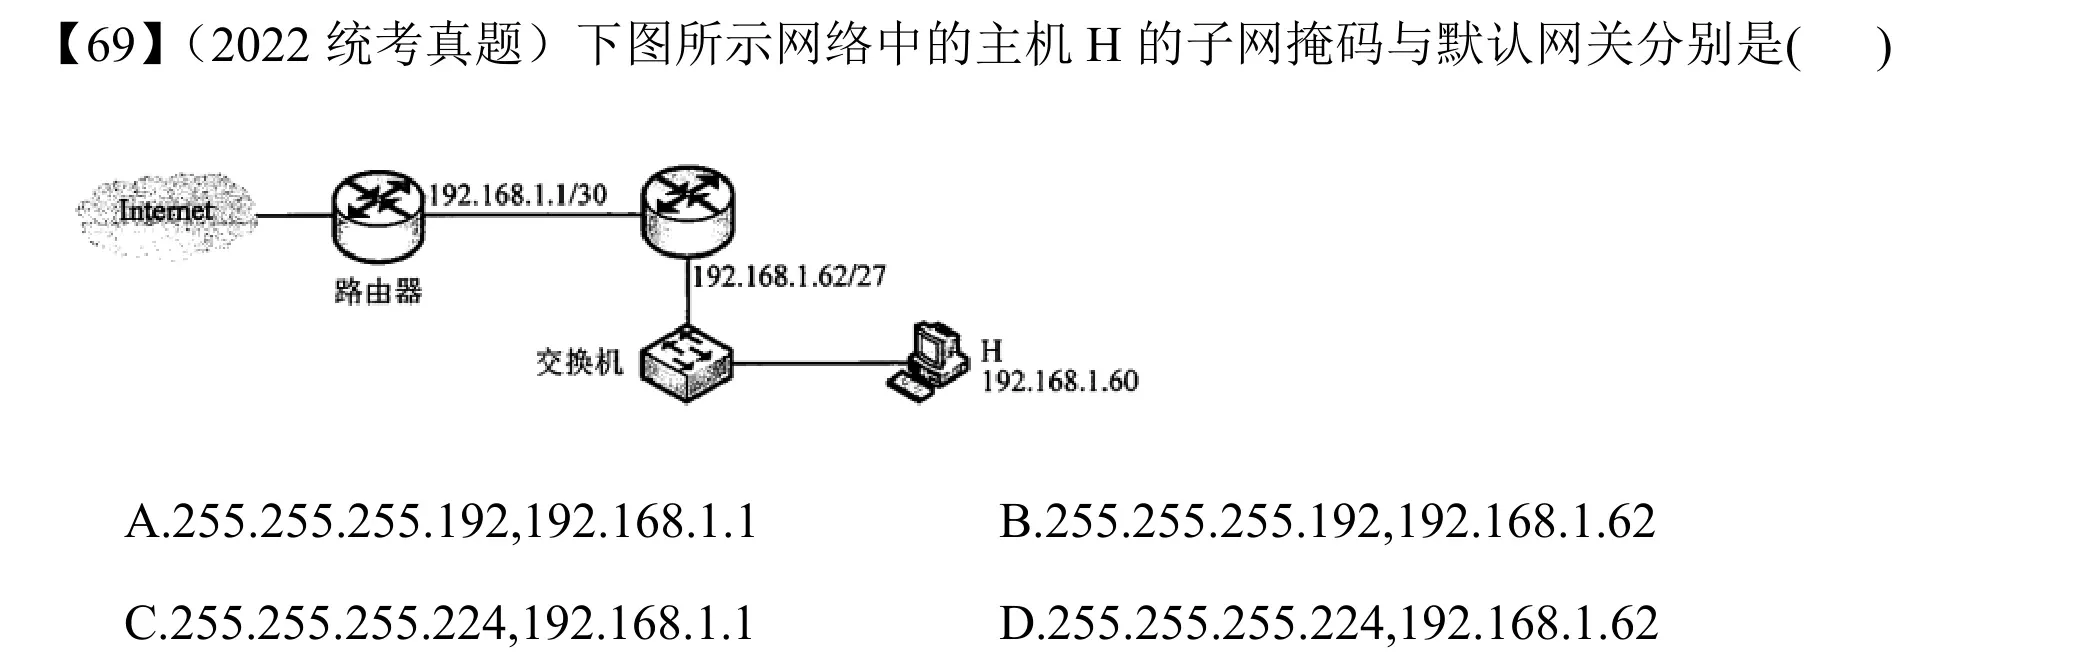 【69】（2022 统考真题）下图所示网络中的主机 H 的子网掩码与默认网关分别是( )
Internet
192.168.1.1/30
路由器
192.168.1.62/27
交换机
H
192.168.1.60
A.255.255.255.192,192.168.1.1
B.255.255.255.192,192.168.1.62
C.255.255.255.224,192.168.1.1
D.255.255.255.224,192.168.1.62